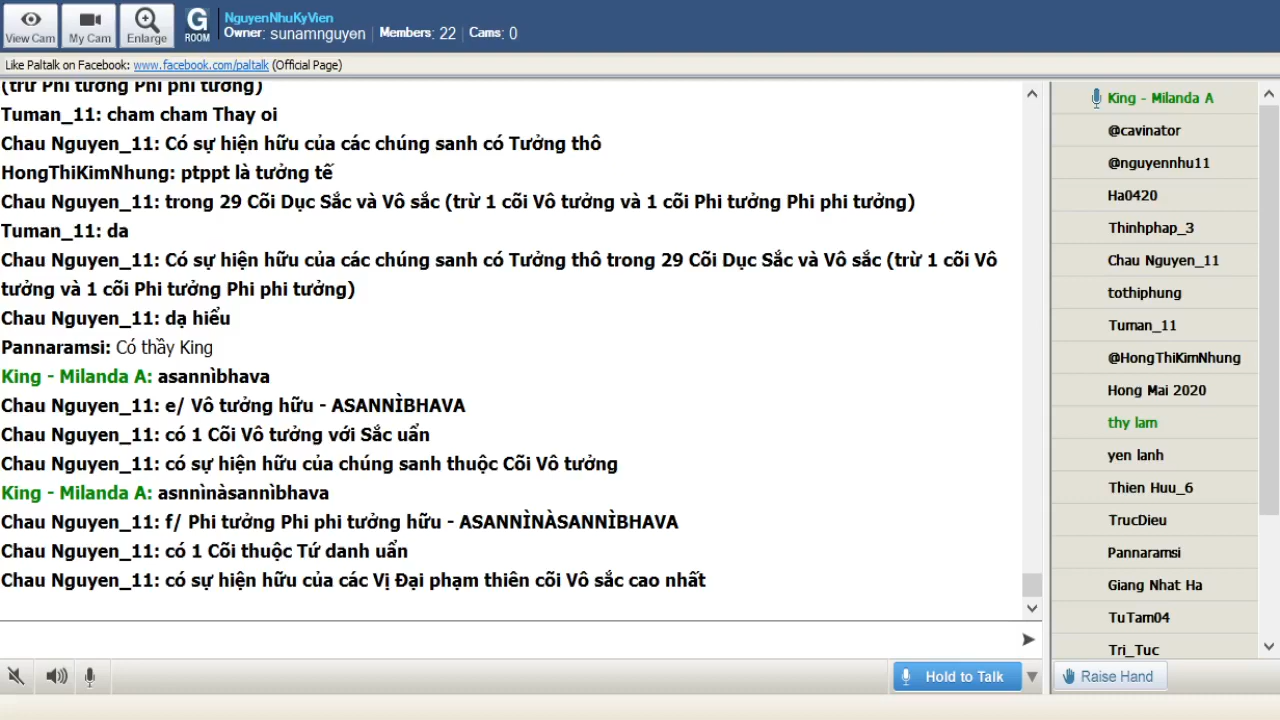 View Cam
My Cam
Enlarge
G
ROOM
NguyenNhuKyVien
Owner: sunamnguyen | Members: 22 | Cams: 0
Like Paltalk on Facebook: www.facebook.com/paltalk (Official Page)
(trừ Phi tưởng Phi phi tưởng)
Tuman_11: cham cham Thay oi
Chau Nguyen_11: Có sự hiện hữu của các chúng sanh có Tưởng thô
HongThiKimNhung: ptppt là tưởng tế
Chau Nguyen_11: trong 29 Cõi Dục Sắc và Vô sắc (trừ 1 cõi Vô tưởng và 1 cõi Phi tưởng Phi phi tưởng)
Tuman_11: da
Chau Nguyen_11: Có sự hiện hữu của các chúng sanh có Tưởng thô trong 29 Cõi Dục Sắc và Vô sắc (trừ 1 cõi Vô
tưởng và 1 cõi Phi tưởng Phi phi tưởng)
Chau Nguyen_11: dạ hiểu
Pannaramsi: Có thầy King
King - Milanda A: asannìbhava
Chau Nguyen_11: e/ Vô tưởng hữu - ASANNÌBHAVA
Chau Nguyen_11: có 1 Cõi Vô tưởng với Sắc uẩn
Chau Nguyen_11: có sự hiện hữu của chúng sanh thuộc Cõi Vô tưởng
King - Milanda A: asnnìnàsannìbhava
Chau Nguyen_11: f/ Phi tưởng Phi phi tưởng hữu - ASANNÌNÀSANNÌBHAVA
Chau Nguyen_11: có 1 Cõi thuộc Tứ danh uẩn
Chau Nguyen_11: có sự hiện hữu của các Vị Đại phạm thiên cõi Vô sắc cao nhất
King - Milanda A
@cavinator
@nguyennhu11
Ha0420
Thinhphap_3
Chau Nguyen_11
tothiphung
Tuman_11
@HongThiKimNhung
Hong Mai 2020
thy lam
yen lanh
Thien Huu_6
TrucDieu
Pannaramsi
Giang Nhat Ha
TuTam04
Tri_Tuc
Hold to Talk
Raise Hand